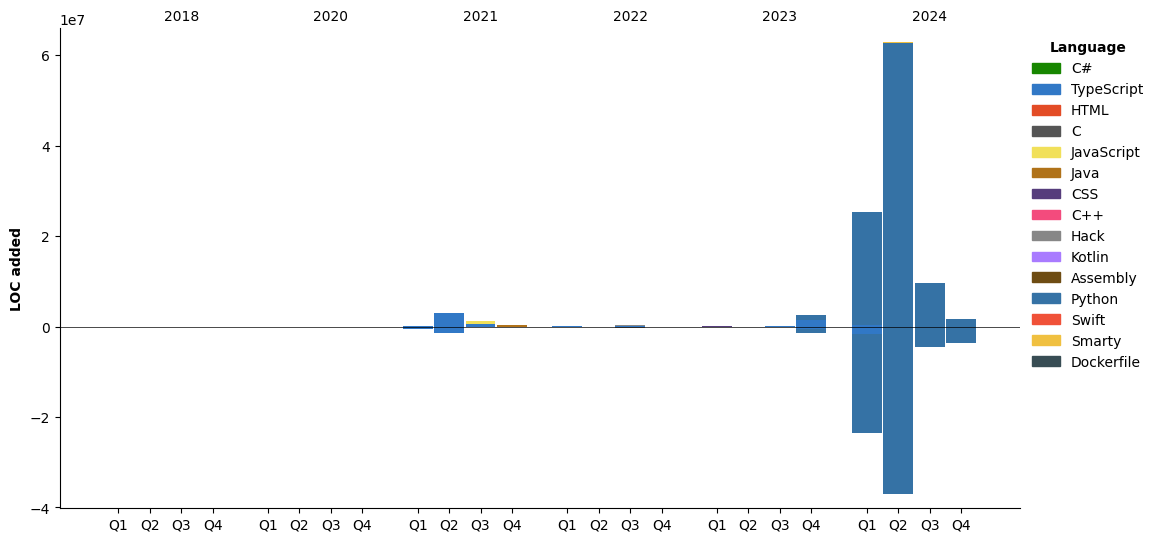 2018 2020 2021 2022 2023 2024
1e7
6
4
2
0
−2
−4
LOC added
Q1 Q2 Q3 Q4 Q1 Q2 Q3 Q4 Q1 Q2 Q3 Q4 Q1 Q2 Q3 Q4 Q1 Q2 Q3 Q4 Q1 Q2 Q3 Q4
Language
C#
TypeScript
HTML
C
JavaScript
Java
CSS
C++
Hack
Kotlin
Assembly
Python
Swift
Smarty
Dockerfile